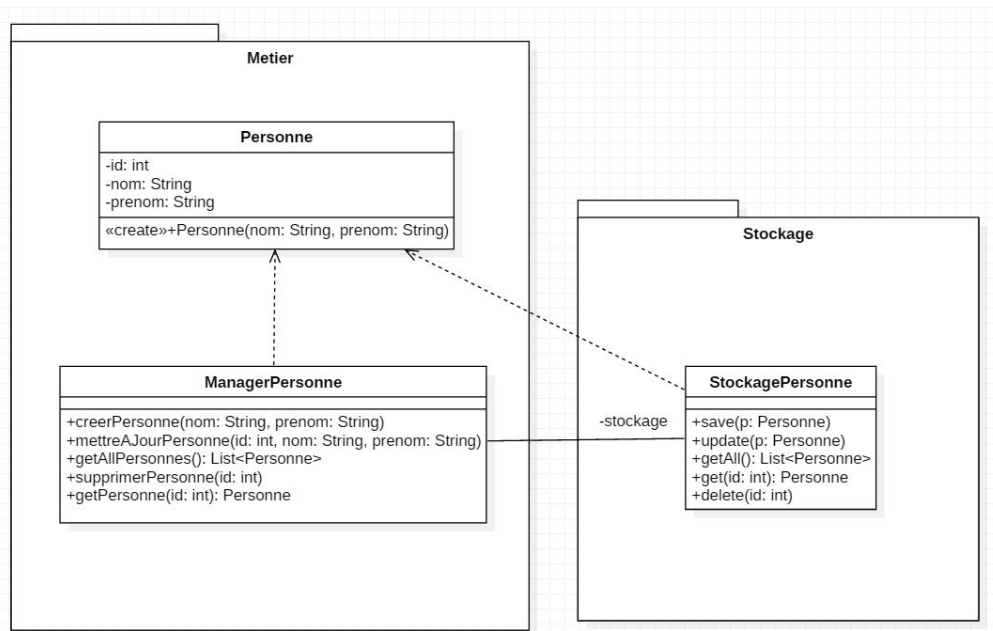 Metier
Personne
-id: int
-nom: String
-prenom: String
«create»+Personne(nom: String, prenom: String)
ManagerPersonne
+creerPersonne(nom: String, prenom: String)
+mettreAJourPersonne(id: int, nom: String, prenom: String)
+getAllPersonnes(): List<Personne>
+supprimerPersonne(id: int)
+getPersonne(id: int): Personne
-stockage
Stockage
StockagePersonne
+save(p: Personne)
+update(p: Personne)
+getAll(): List<Personne>
+get(id: int): Personne
+delete(id: int)